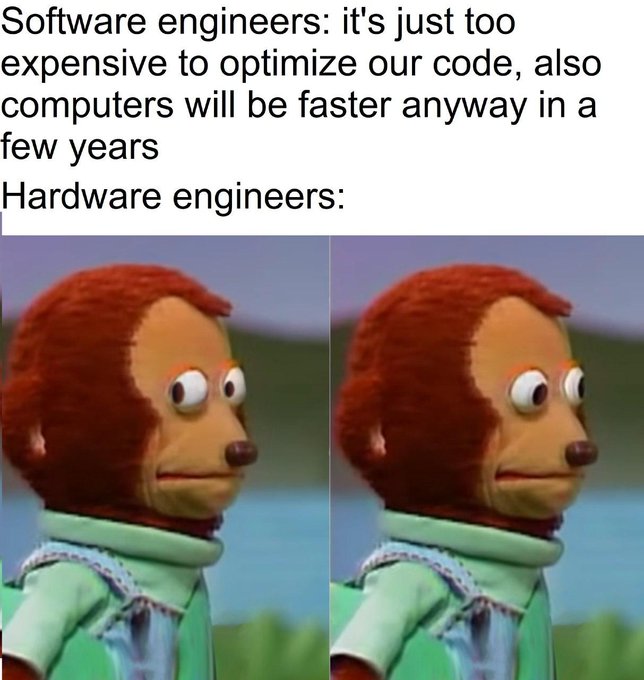 Software engineers: it's just too
expensive to optimize our code, also
computers will be faster anyway in a
few years
Hardware engineers: